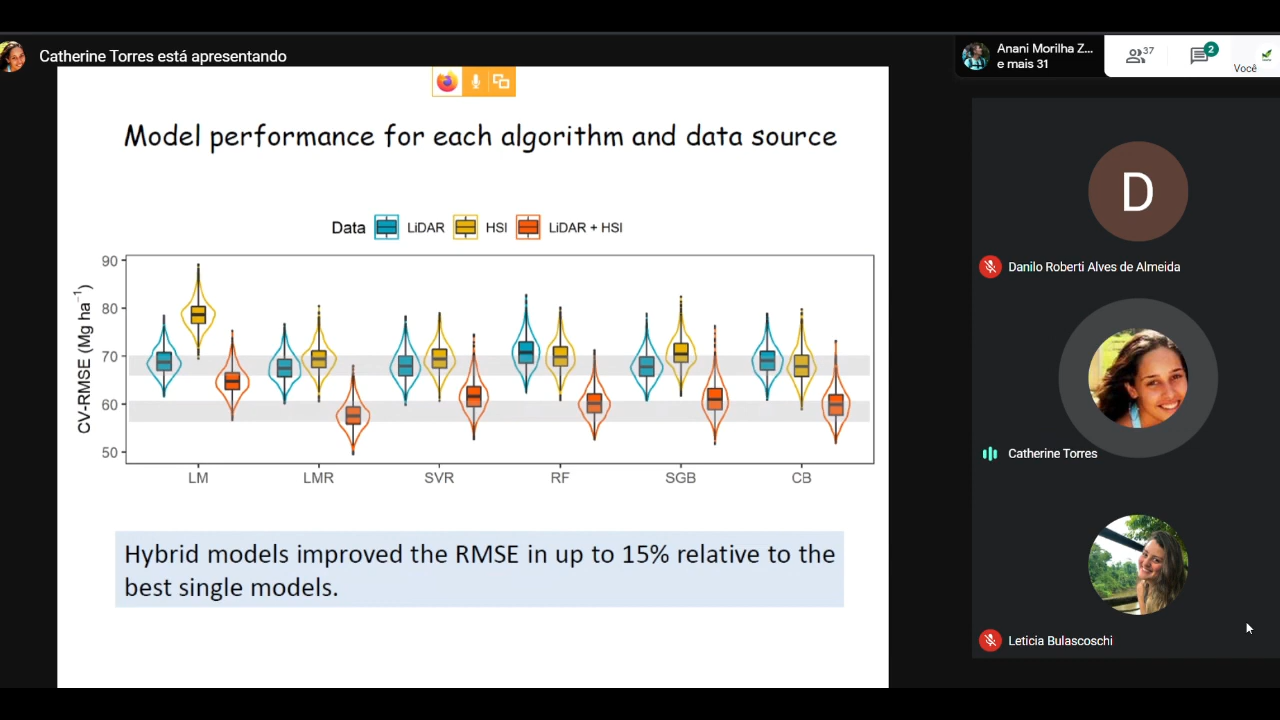 Catherine Torres está apresentando
Anani Morilha Z...
e mais 31
37
2
Você
Model performance for each algorithm and data source
Data LiDAR HSI LiDAR + HSI
CV-RMSE (Mg ha⁻¹)
90
80
70
60
50
LM LMR SVR RF SGB CB
Hybrid models improved the RMSE in up to 15% relative to the
best single models.
D
Danilo Roberti Alves de Almeida
Catherine Torres
Leticia Bulascoschi